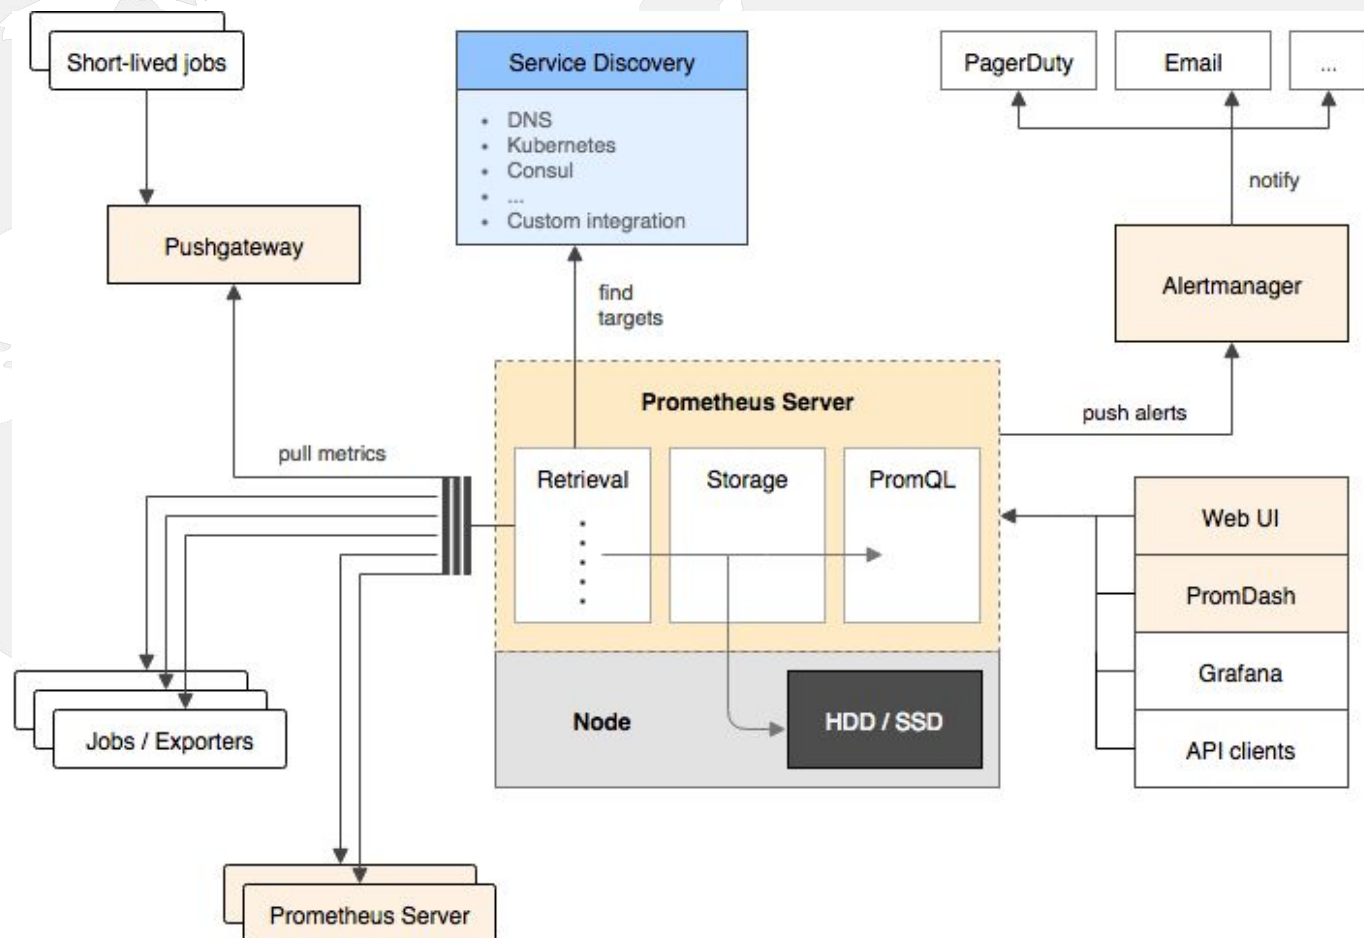 Short-lived jobs
Service Discovery
PagerDuty
Email
...
• DNS
• Kubernetes
• Consul
• ...
• Custom integration
notify
Pushgateway
Alertmanager
find
targets
Prometheus Server
push alerts
pull metrics
Retrieval
Storage
PromQL
Web UI
PromDash
Grafana
API clients
Node
HDD / SSD
Jobs / Exporters
Prometheus Server